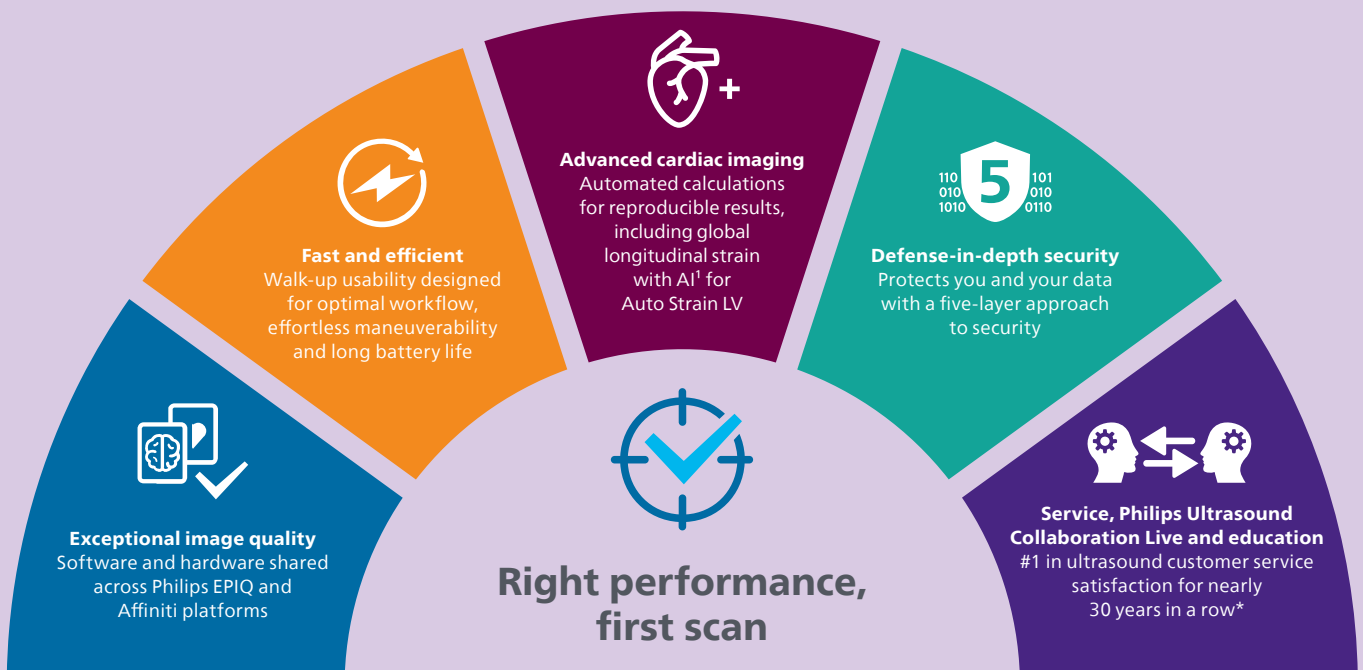 Exceptional image quality
Software and hardware shared
across Philips EPIQ and
Affiniti platforms
Fast and efficient
Walk-up usability designed
for optimal workflow,
effortless maneuverability
and long battery life
+
Advanced cardiac imaging
Automated calculations
for reproducible results,
including global
longitudinal strain
with AI¹ for
Auto Strain LV
110 101
010 5 010
1010 0110
Defense-in-depth security
Protects you and your data
with a five-layer approach
to security
Service, Philips Ultrasound
Collaboration Live and education
#1 in ultrasound customer service
satisfaction for nearly
30 years in a row*
Right performance,
first scan